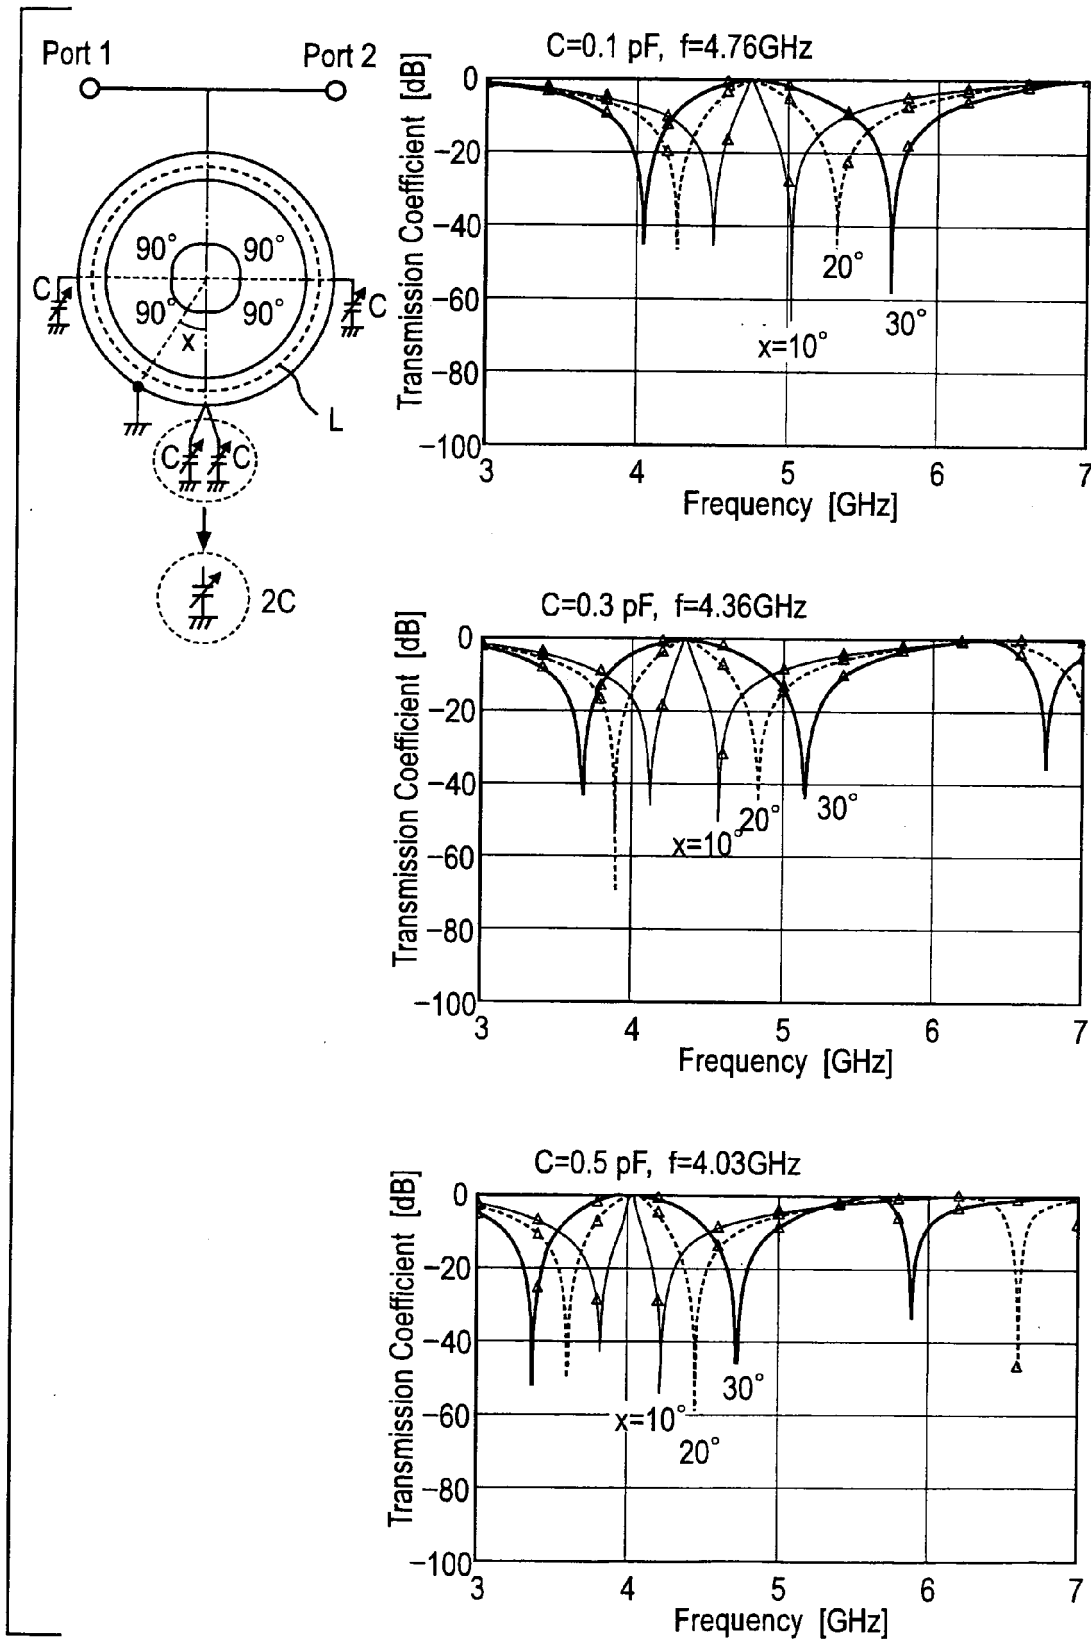 Port 1
Port 2
90°
90°
C
C
90°
90°
x
L
C
C
2C
C=0.1 pF, f=4.76GHz
Transmission Coefficient [dB]
0
−20
−40
−60
−80
−100
20°
30°
x=10°
3
4
5
6
7
Frequency [GHz]
C=0.3 pF, f=4.36GHz
Transmission Coefficient [dB]
0
−20
−40
−60
−80
−100
x=10°
20°
30°
3
4
5
6
7
Frequency [GHz]
C=0.5 pF, f=4.03GHz
Transmission Coefficient [dB]
0
−20
−40
−60
−80
−100
30°
x=10°
20°
3
4
5
6
7
Frequency [GHz]